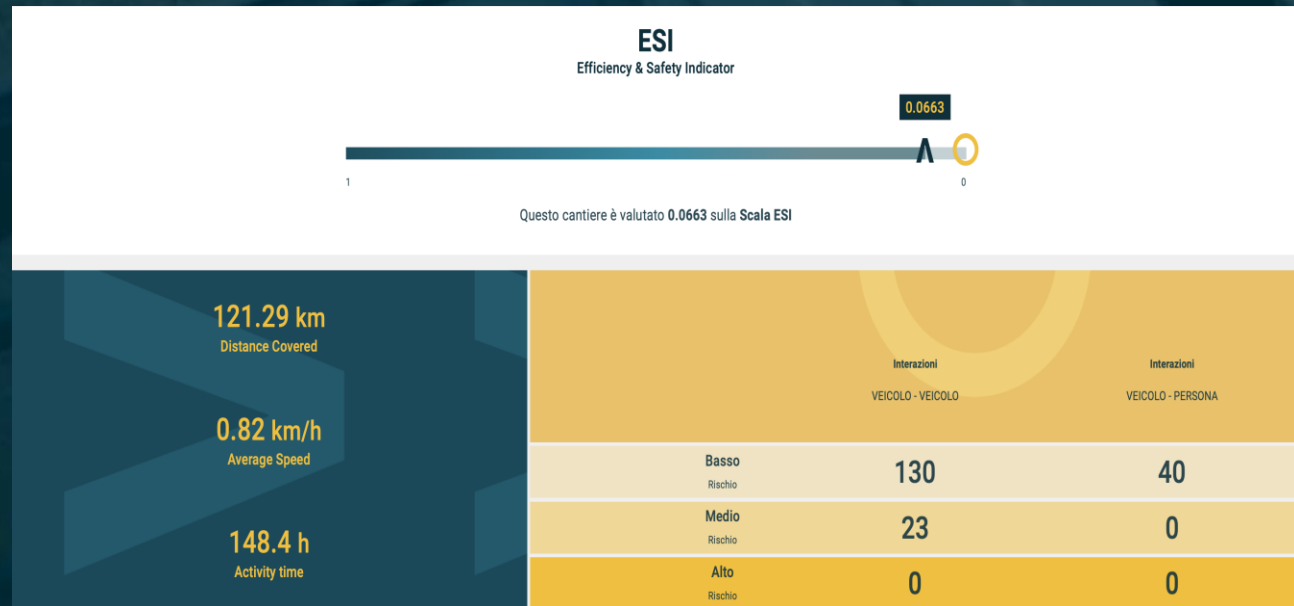 ESI
Efficiency & Safety Indicator
0.0663
1 0
Questo cantiere è valutato 0.0663 sulla Scala ESI
121.29 km
Distance Covered
0.82 km/h
Average Speed
148.4 h
Activity time
Interazioni Interazioni
VEICOLO - VEICOLO VEICOLO - PERSONA
Basso
Rischio
130 40
Medio
Rischio
23 0
Alto
Rischio
0 0